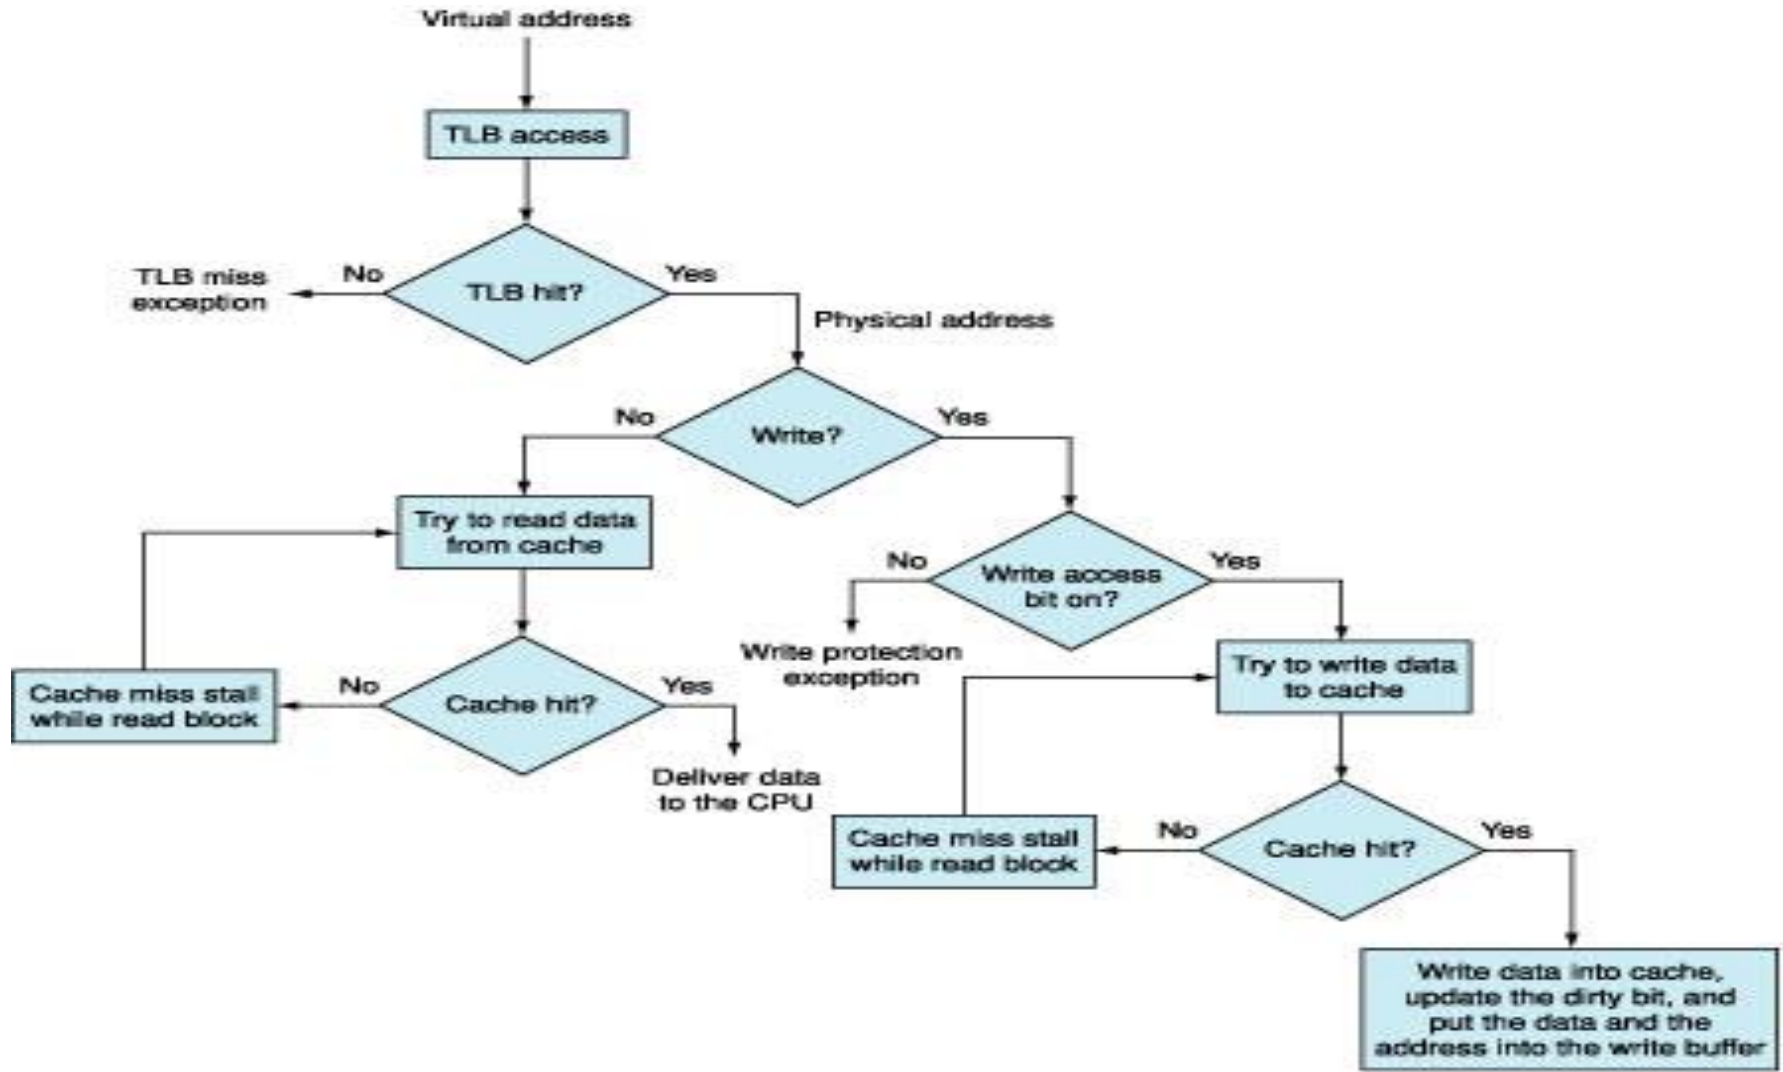 Virtual address
TLB access
TLB hit?
No
Yes
TLB miss
exception
Physical address
Write?
No
Yes
Try to read data
from cache
Write access
bit on?
No
Yes
Write protection
exception
Try to write data
to cache
Cache hit?
No
Yes
Cache miss stall
while read block
Deliver data
to the CPU
Cache hit?
No
Yes
Cache miss stall
while read block
Write data into cache,
update the dirty bit, and
put the data and the
address into the write buffer